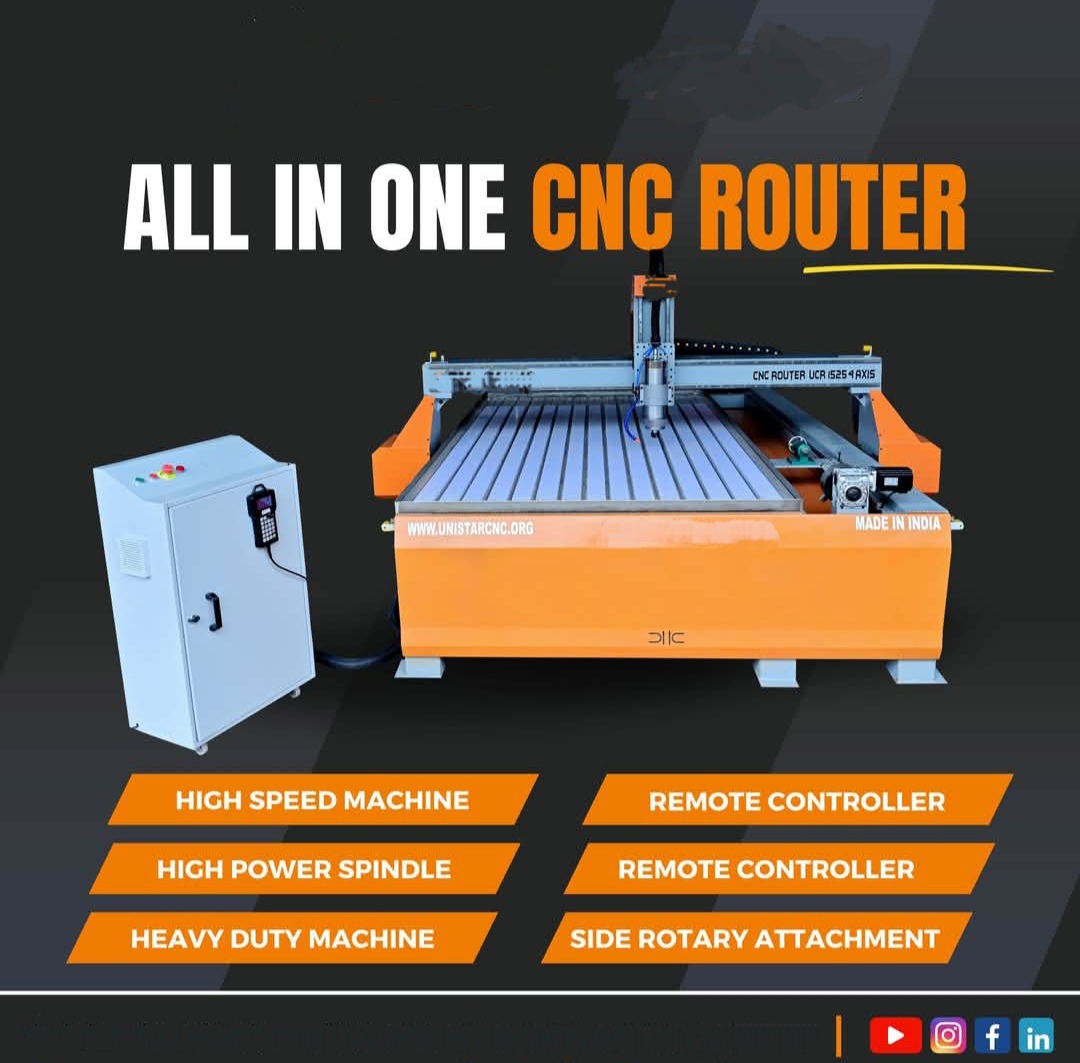 ALL IN ONE CNC ROUTER
CNC ROUTER UCR 1525 4 AXIS
WWW.UNISTARCNC.ORG
MADE IN INDIA
HIGH SPEED MACHINE
REMOTE CONTROLLER
HIGH POWER SPINDLE
REMOTE CONTROLLER
HEAVY DUTY MACHINE
SIDE ROTARY ATTACHMENT
f
in